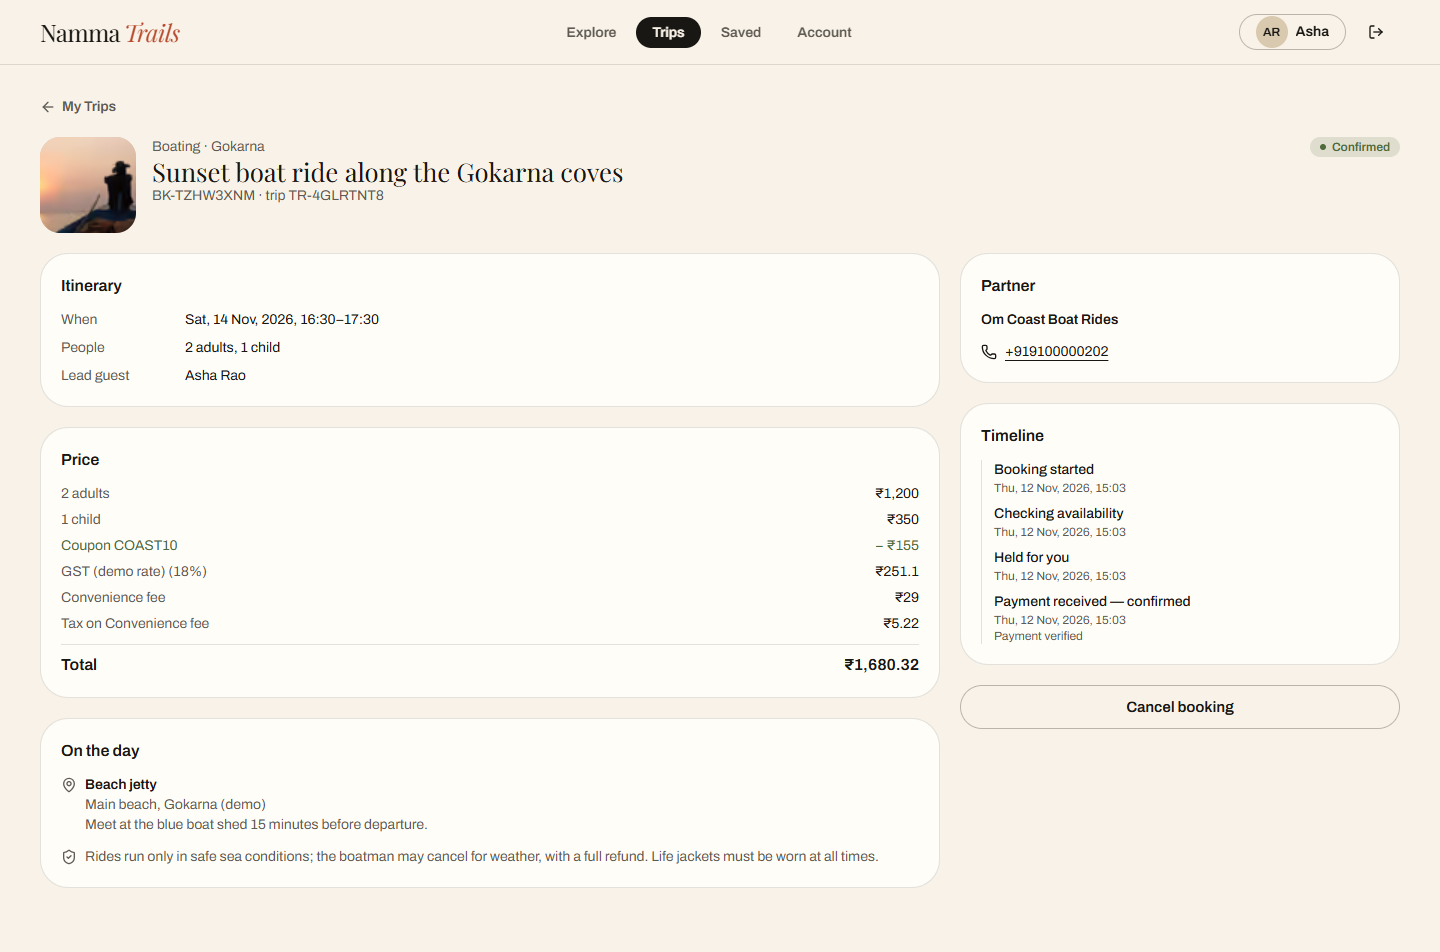 Namma Trails
Explore
Trips
Saved
Account
AR
Asha
My Trips
Boating · Gokarna
Sunset boat ride along the Gokarna coves
BK-TZHW3XNM · trip TR-4GLRTNT8
Confirmed
Itinerary
When Sat, 14 Nov, 2026, 16:30–17:30
People 2 adults, 1 child
Lead guest Asha Rao
Price
2 adults ₹1,200
1 child ₹350
Coupon COAST10 – ₹155
GST (demo rate) (18%) ₹251.1
Convenience fee ₹29
Tax on Convenience fee ₹5.22
Total ₹1,680.32
On the day
Beach jetty
Main beach, Gokarna (demo)
Meet at the blue boat shed 15 minutes before departure.
Rides run only in safe sea conditions; the boatman may cancel for weather, with a full refund. Life jackets must be worn at all times.
Partner
Om Coast Boat Rides
+919100000202
Timeline
Booking started
Thu, 12 Nov, 2026, 15:03
Checking availability
Thu, 12 Nov, 2026, 15:03
Held for you
Thu, 12 Nov, 2026, 15:03
Payment received — confirmed
Thu, 12 Nov, 2026, 15:03
Payment verified
Cancel booking